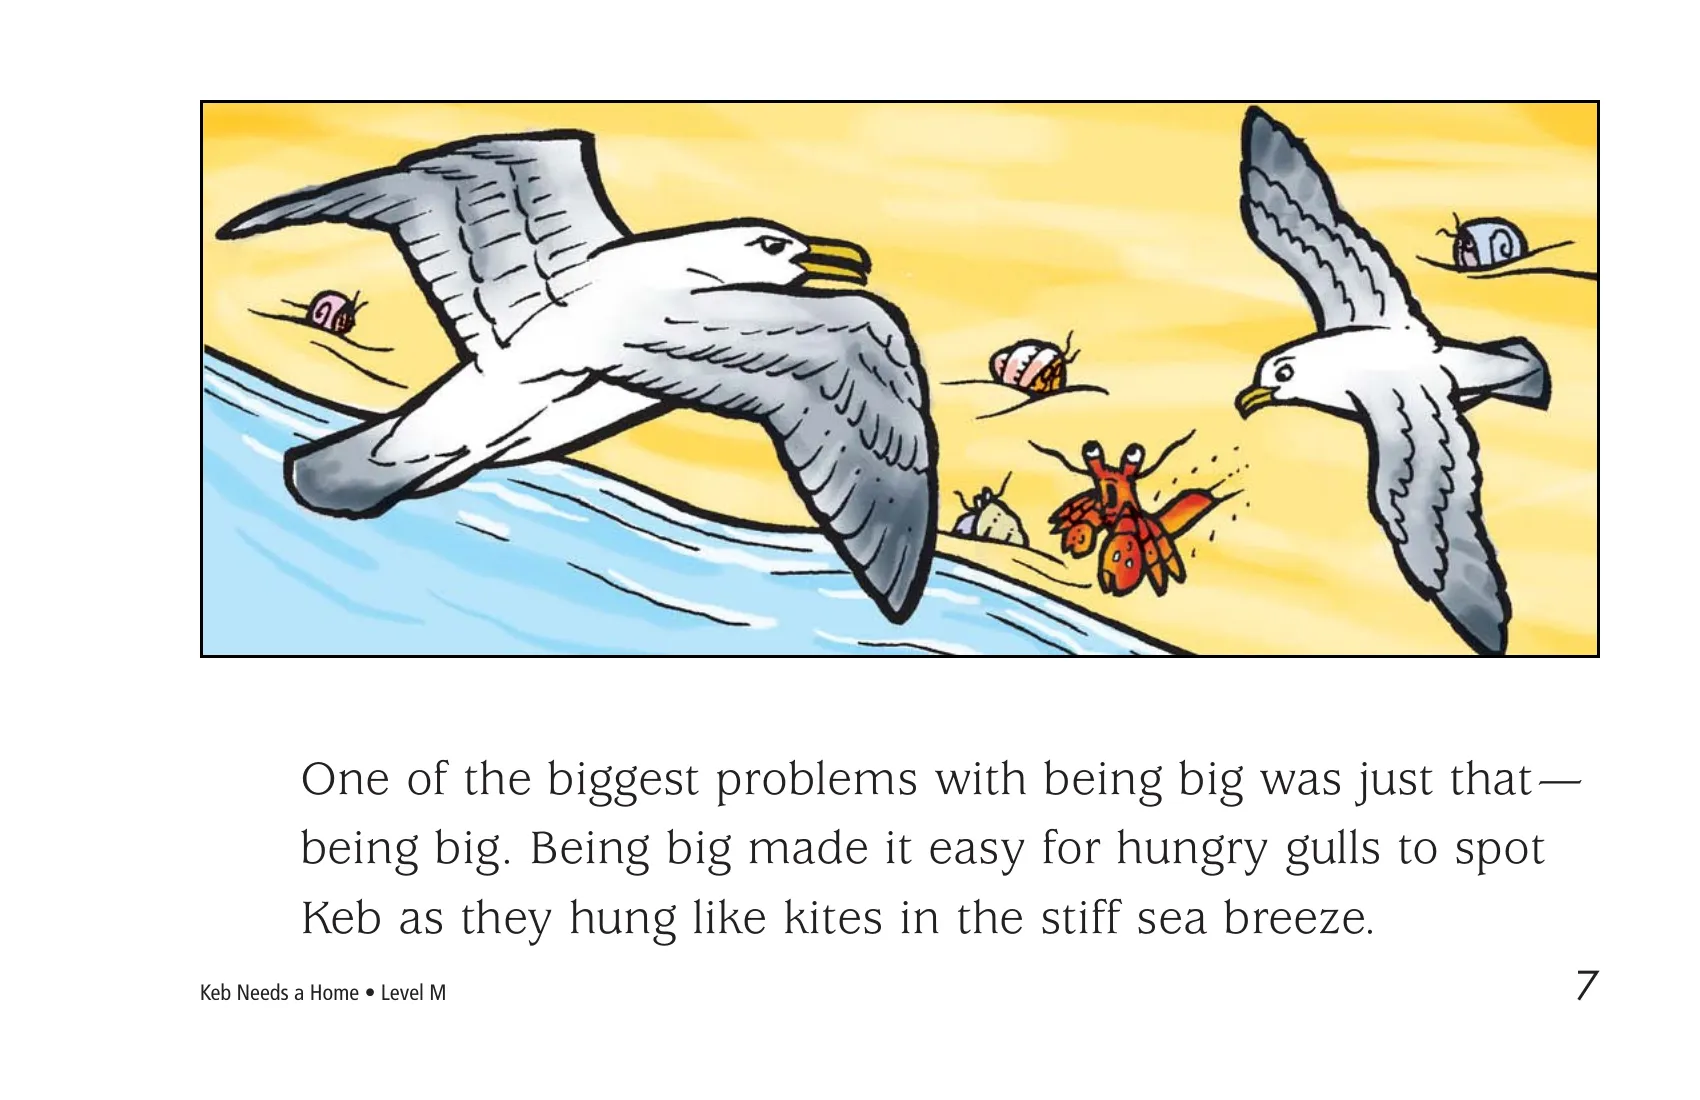 One of the biggest problems with being big was just that—
being big. Being big made it easy for hungry gulls to spot
Keb as they hung like kites in the stiff sea breeze.
Keb Needs a Home • Level M
7